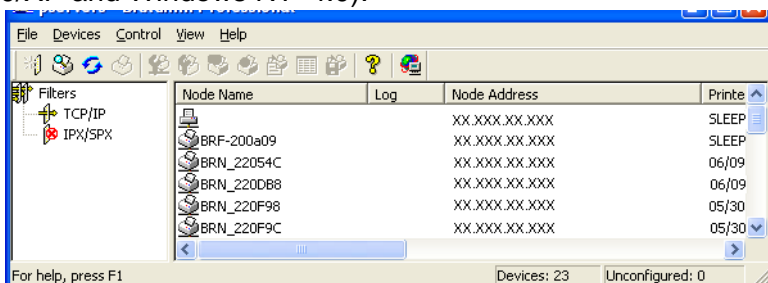 File Devices Control View Help
Filters
TCP/IP
IPX/SPX
Node Name Log Node Address Printe
XX.XXX.XX.XXX SLEEP
BRF-200a09 XX.XXX.XX.XXX SLEEP
BRN_22054C XX.XXX.XX.XXX 06/09
BRN_220DB8 XX.XXX.XX.XXX 06/09
BRN_220F98 XX.XXX.XX.XXX 05/30
BRN_220F9C XX.XXX.XX.XXX 05/30
For help, press F1 Devices: 23 Unconfigured: 0